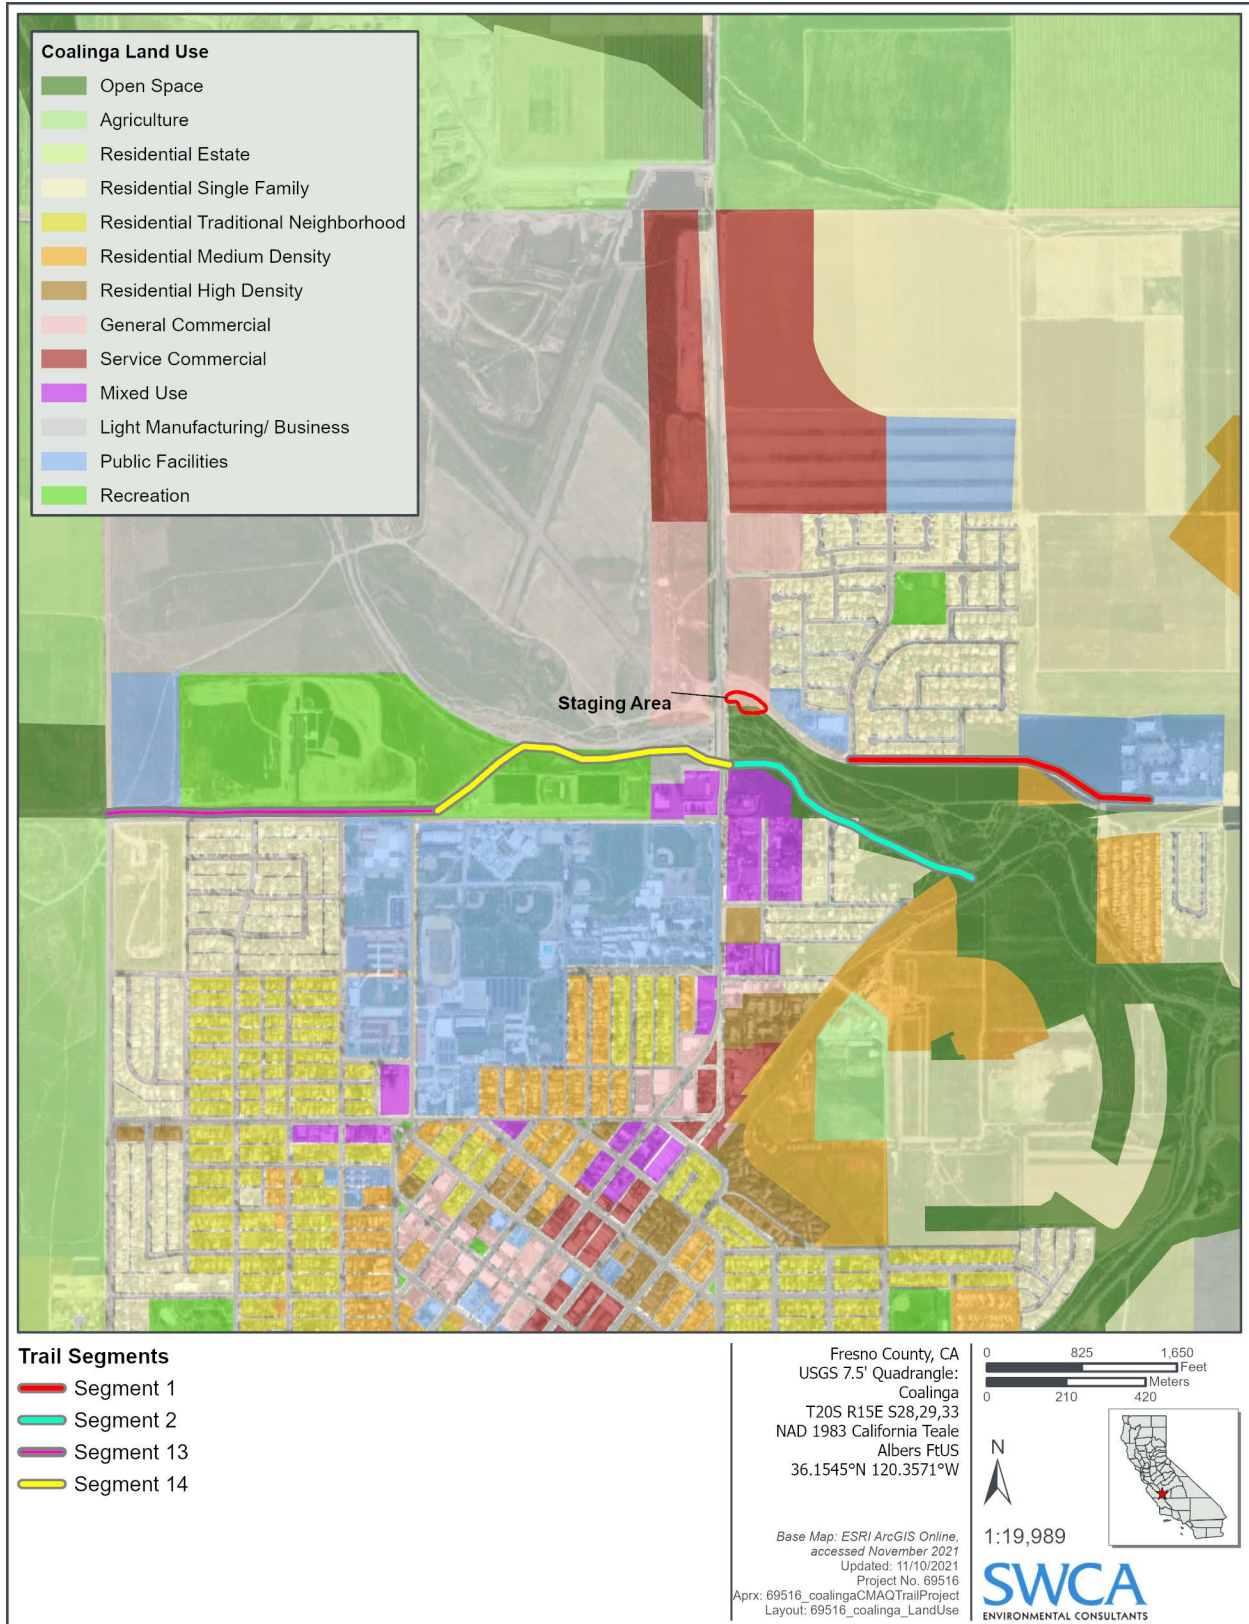 Coalinga Land Use
Open Space
Agriculture
Residential Estate
Residential Single Family
Residential Traditional Neighborhood
Residential Medium Density
Residential High Density
General Commercial
Service Commercial
Mixed Use
Light Manufacturing/ Business
Public Facilities
Recreation
Staging Area
Trail Segments
Segment 1
Segment 2
Segment 13
Segment 14
Fresno County, CA
USGS 7.5' Quadrangle:
Coalinga
T20S R15E S28,29,33
NAD 1983 California Teale
Albers FtUS
36.1545°N 120.3571°W
Base Map: ESRI ArcGIS Online,
accessed November 2021
Updated: 11/10/2021
Project No. 69516
Aprx: 69516_coalingaCMAQTrailProject
Layout: 69516_coalinga_LandUse
0 825 1,650
Feet
Meters
0 210 420
N
1:19,989
SWCA
ENVIRONMENTAL CONSULTANTS